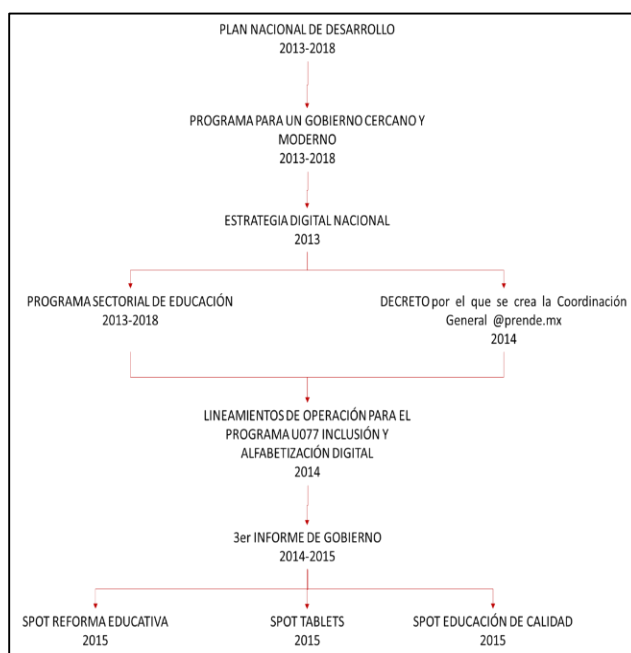 PLAN NACIONAL DE DESARROLLO
2013-2018
PROGRAMA PARA UN GOBIERNO CERCANO Y
MODERNO
2013-2018
ESTRATEGIA DIGITAL NACIONAL
2013
PROGRAMA SECTORIAL DE EDUCACIÓN
2013-2018
DECRETO por el que se crea la Coordinación
General @prende.mx
2014
LINEAMIENTOS DE OPERACIÓN PARA EL
PROGRAMA U077 INCLUSIÓN Y
ALFABETIZACIÓN DIGITAL
2014
3er INFORME DE GOBIERNO
2014-2015
SPOT REFORMA EDUCATIVA
2015
SPOT TABLETS
2015
SPOT EDUCACIÓN DE CALIDAD
2015